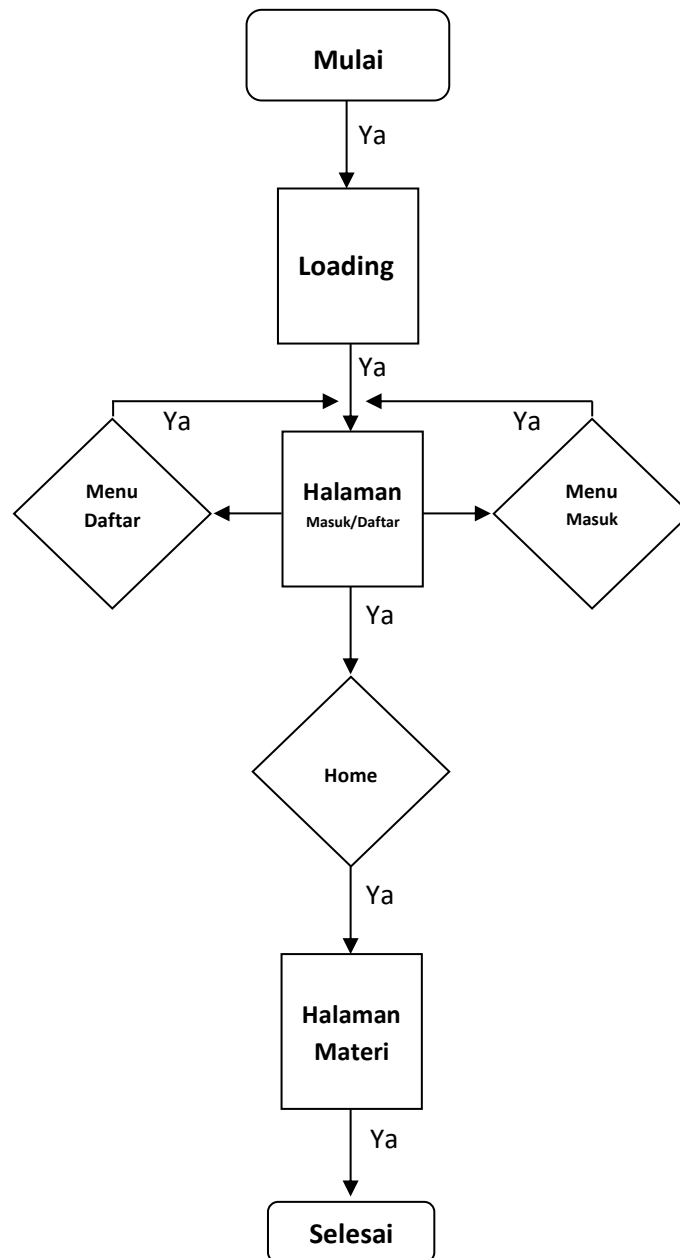 Mulai
Ya
Loading
Ya
Ya
Ya
Menu
Daftar
Halaman
Masuk/Daftar
Menu
Masuk
Ya
Home
Ya
Halaman
Materi
Ya
Selesai